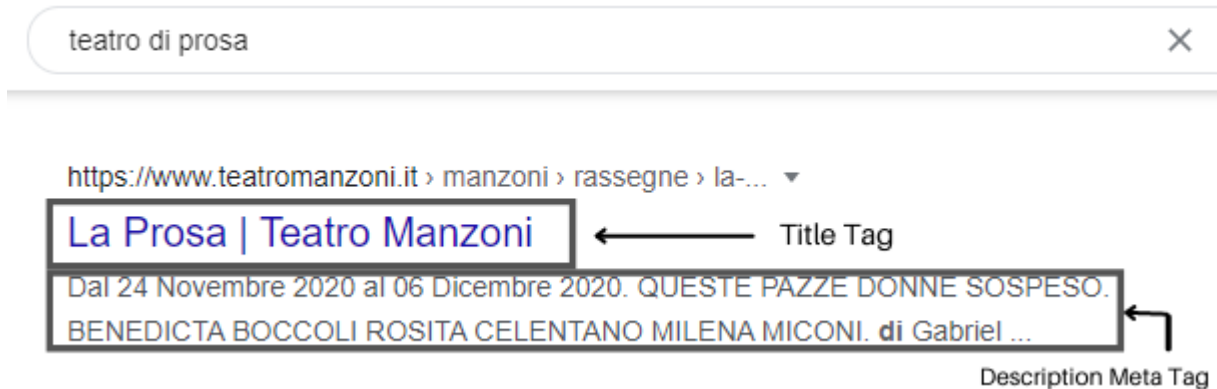 teatro di prosa
https://www.teatromanzoni.it › manzoni › rassegne › la-...
La Prosa | Teatro Manzoni
Title Tag
Dal 24 Novembre 2020 al 06 Dicembre 2020. QUESTE PAZZE DONNE SOSPESO.
BENEDICTA BOCCOLI ROSITA CELENTANO MILENA MICONI. di Gabriel ...
Description Meta Tag